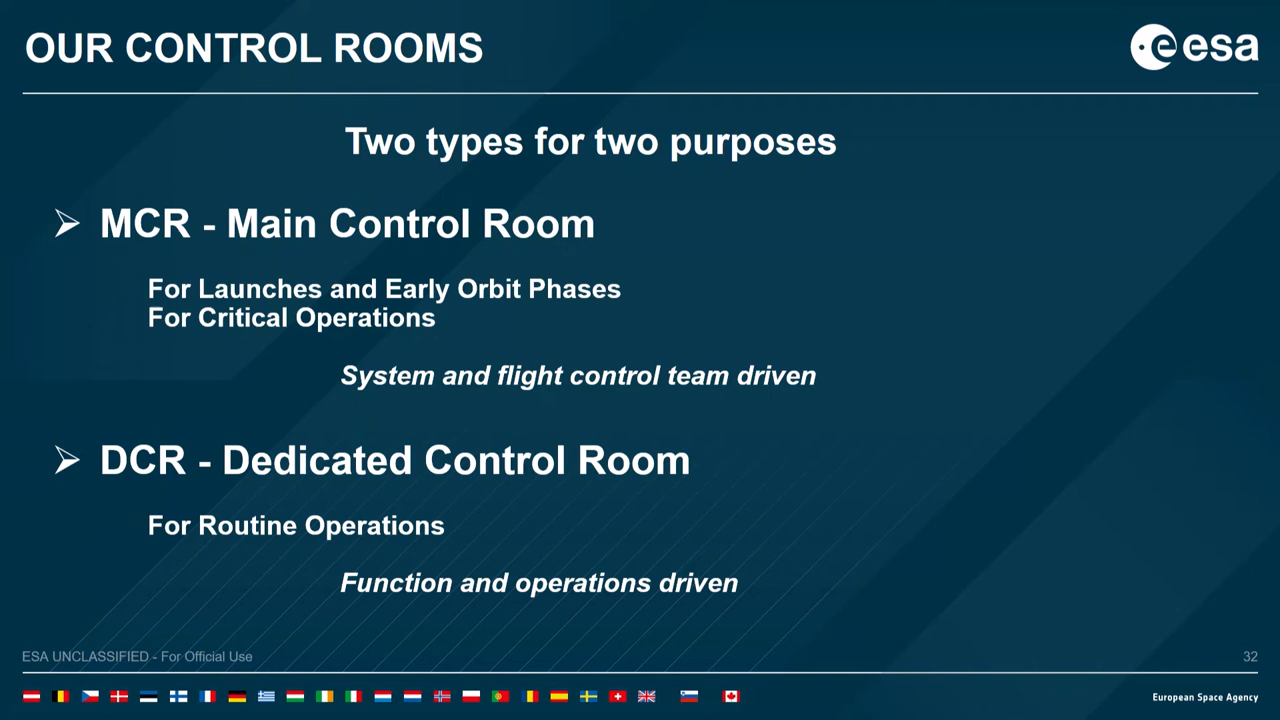 OUR CONTROL ROOMS
esa
Two types for two purposes
MCR - Main Control Room
For Launches and Early Orbit Phases
For Critical Operations
System and flight control team driven
DCR - Dedicated Control Room
For Routine Operations
Function and operations driven
ESA UNCLASSIFIED - For Official Use
32
European Space Agency